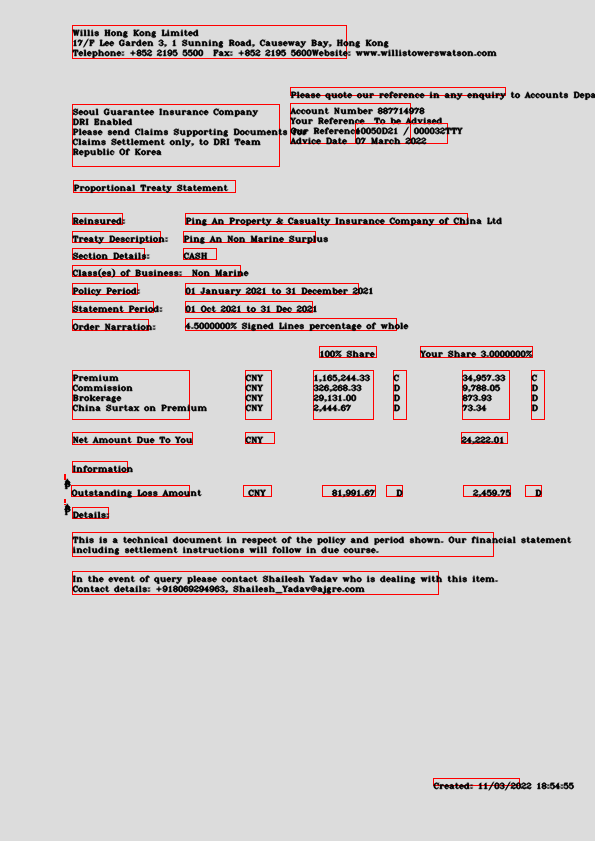 Willis Hong Kong Limited
17/F Lee Garden 3, 1 Sunning Road, Causeway Bay, Hong Kong
Telephone: +852 2195 5500 Fax: +852 2195 5600 Website: www.willistowerswatson.com
Please quote our reference in any enquiry to Accounts Depa
Seoul Guarantee Insurance Company
DRI Enabled
Please send Claims Supporting Documents for
Claims Settlement only, to DRI Team
Republic Of Korea
Account Number 887714978
Your Reference To be Advised
Our Reference 10050D21 / 000032TTY
Advice Date 07 March 2022
Proportional Treaty Statement
Reinsured: Ping An Property & Casualty Insurance Company of China Ltd
Treaty Description: Ping An Non Marine Surplus
Section Details: CASH
Class(es) of Business: Non Marine
Policy Period: 01 January 2021 to 31 December 2021
Statement Period: 01 Oct 2021 to 31 Dec 2021
Order Narration: 4.5000000% Signed Lines percentage of whole
100% Share Your Share 3.0000000%
Premium CNY 1,165,244.33 C 34,957.33 C
Commission CNY 326,268.33 D 9,788.05 D
Brokerage CNY 29,131.00 D 873.93 D
China Surtax on Premium CNY 2,444.67 D 73.34 D
Net Amount Due To You CNY 24,222.01
Information
Outstanding Loss Amount CNY 81,991.67 D 2,459.75 D
Details:
This is a technical document in respect of the policy and period shown. Our financial statement
including settlement instructions will follow in due course.
In the event of query please contact Shailesh Yadav who is dealing with this item.
Contact details: +918069294963, Shailesh_Yadav@ajgre.com
Created: 11/03/2022 18:54:55